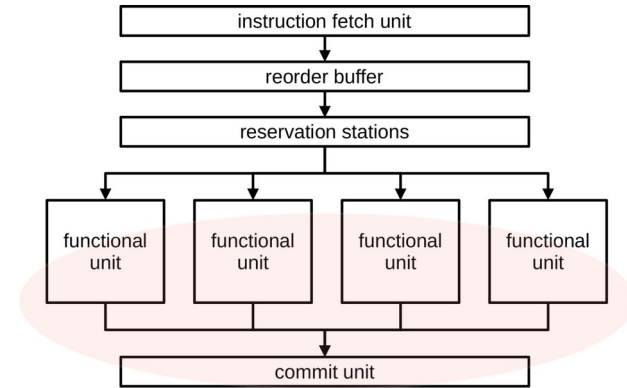 instruction fetch unit
reorder buffer
reservation stations
functional
unit
functional
unit
functional
unit
functional
unit
commit unit